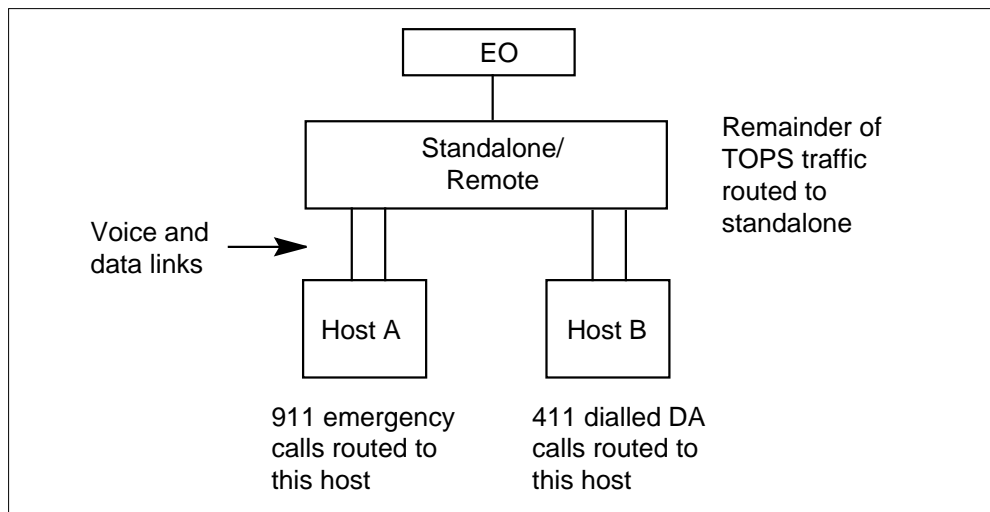 EO
Standalone/
Remote
Remainder of
TOPS traffic
routed to
standalone
Voice and
data links
Host A
Host B
911 emergency
calls routed to
this host
411 dialled DA
calls routed to
this host